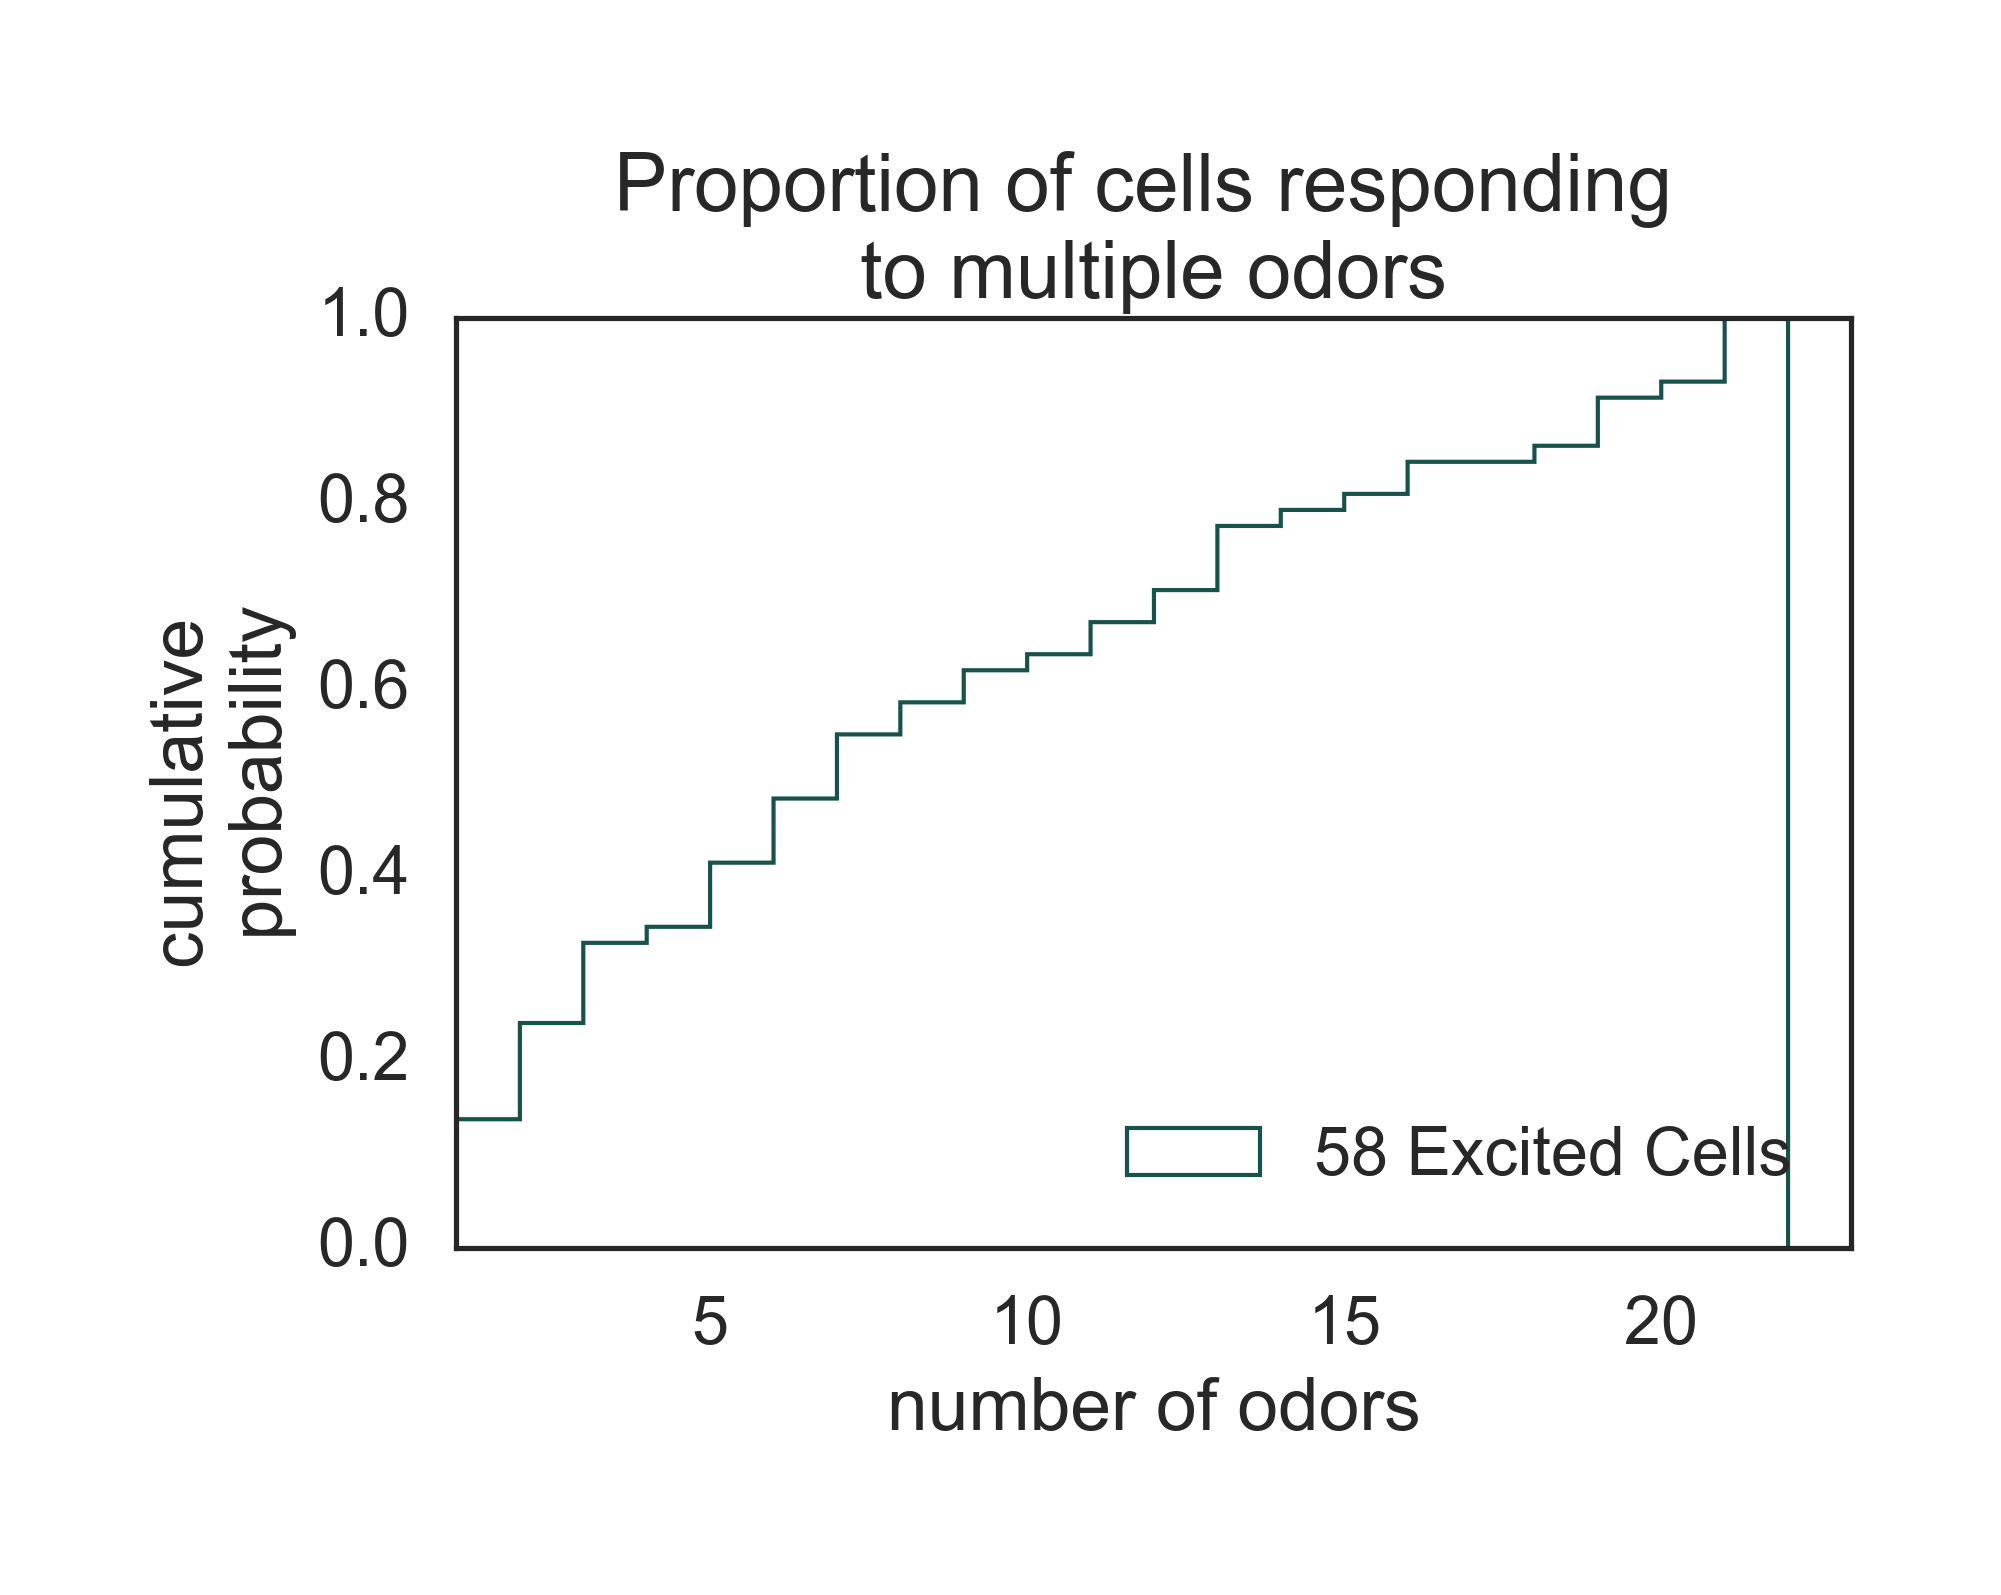 Proportion of cells responding
to multiple odors
1.0
0.8
0.6
0.4
0.2
0.0
cumulative
probability
58 Excited Cells
5 10 15 20
number of odors